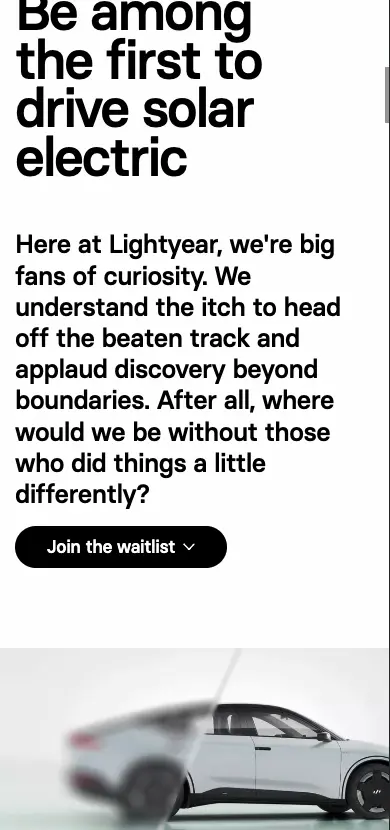 Be among
the first to
drive solar
electric
Here at Lightyear, we're big
fans of curiosity. We
understand the itch to head
off the beaten track and
applaud discovery beyond
boundaries. After all, where
would we be without those
who did things a little
differently?
Join the waitlist